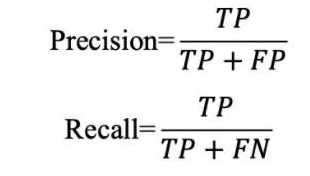 Precision= TP / TP + FP
Recall= TP / TP + FN